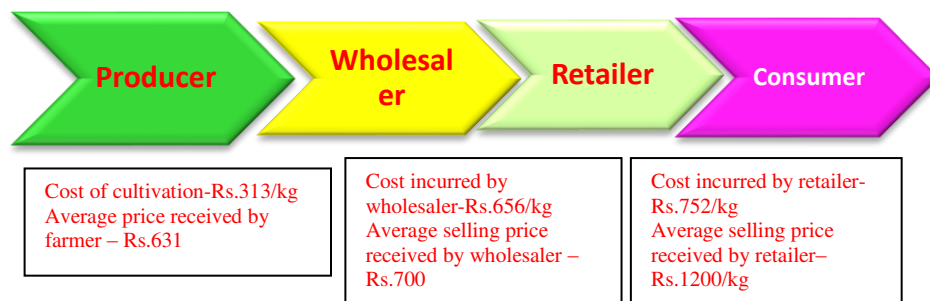 Producer
Wholesal
er
Retailer
Consumer
Cost of cultivation-Rs.313/kg
Average price received by
farmer – Rs.631
Cost incurred by
wholesaler-Rs.656/kg
Average selling price
received by wholesaler –
Rs.700
Cost incurred by retailer-
Rs.752/kg
Average selling price
received by retailer–
Rs.1200/kg